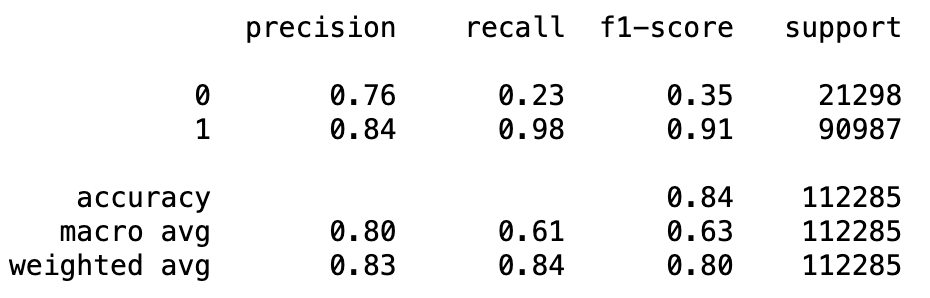 precision recall f1-score support
0 0.76 0.23 0.35 21298
1 0.84 0.98 0.91 90987
accuracy 0.84 112285
macro avg 0.80 0.61 0.63 112285
weighted avg 0.83 0.84 0.80 112285